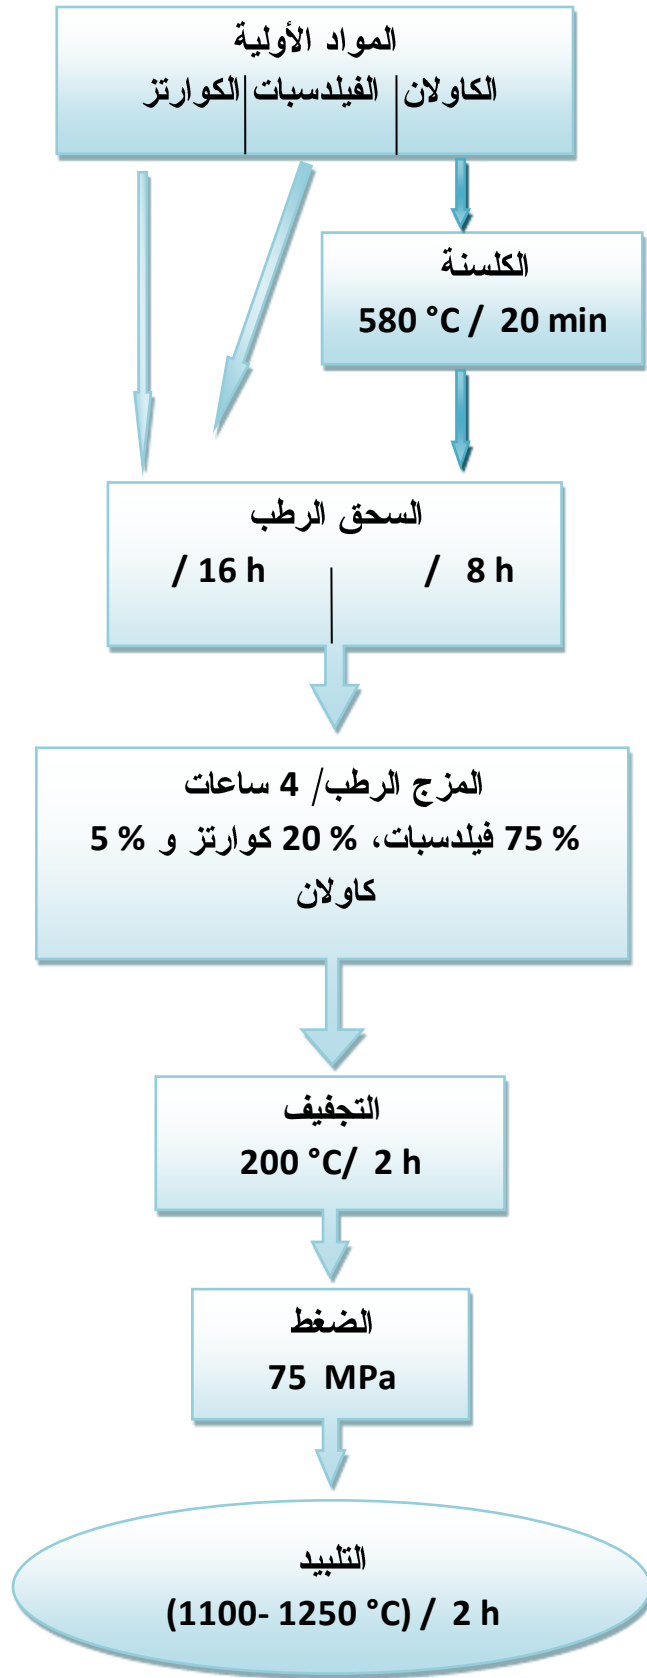 المواد الأولية
الكاولان | الفيلدسبات | الكوارتز
الكلسنة
580 °C / 20 min
السحق الرطب
/ 8 h
/ 16 h
المزج الرطب/ 4 ساعات
75 % فيلدسبات، 20 % كوارتز و 5 %
كاولان
التجفيف
200 °C/ 2 h
الضغط
75 MPa
التلبيد
(1100- 1250 °C) / 2 h